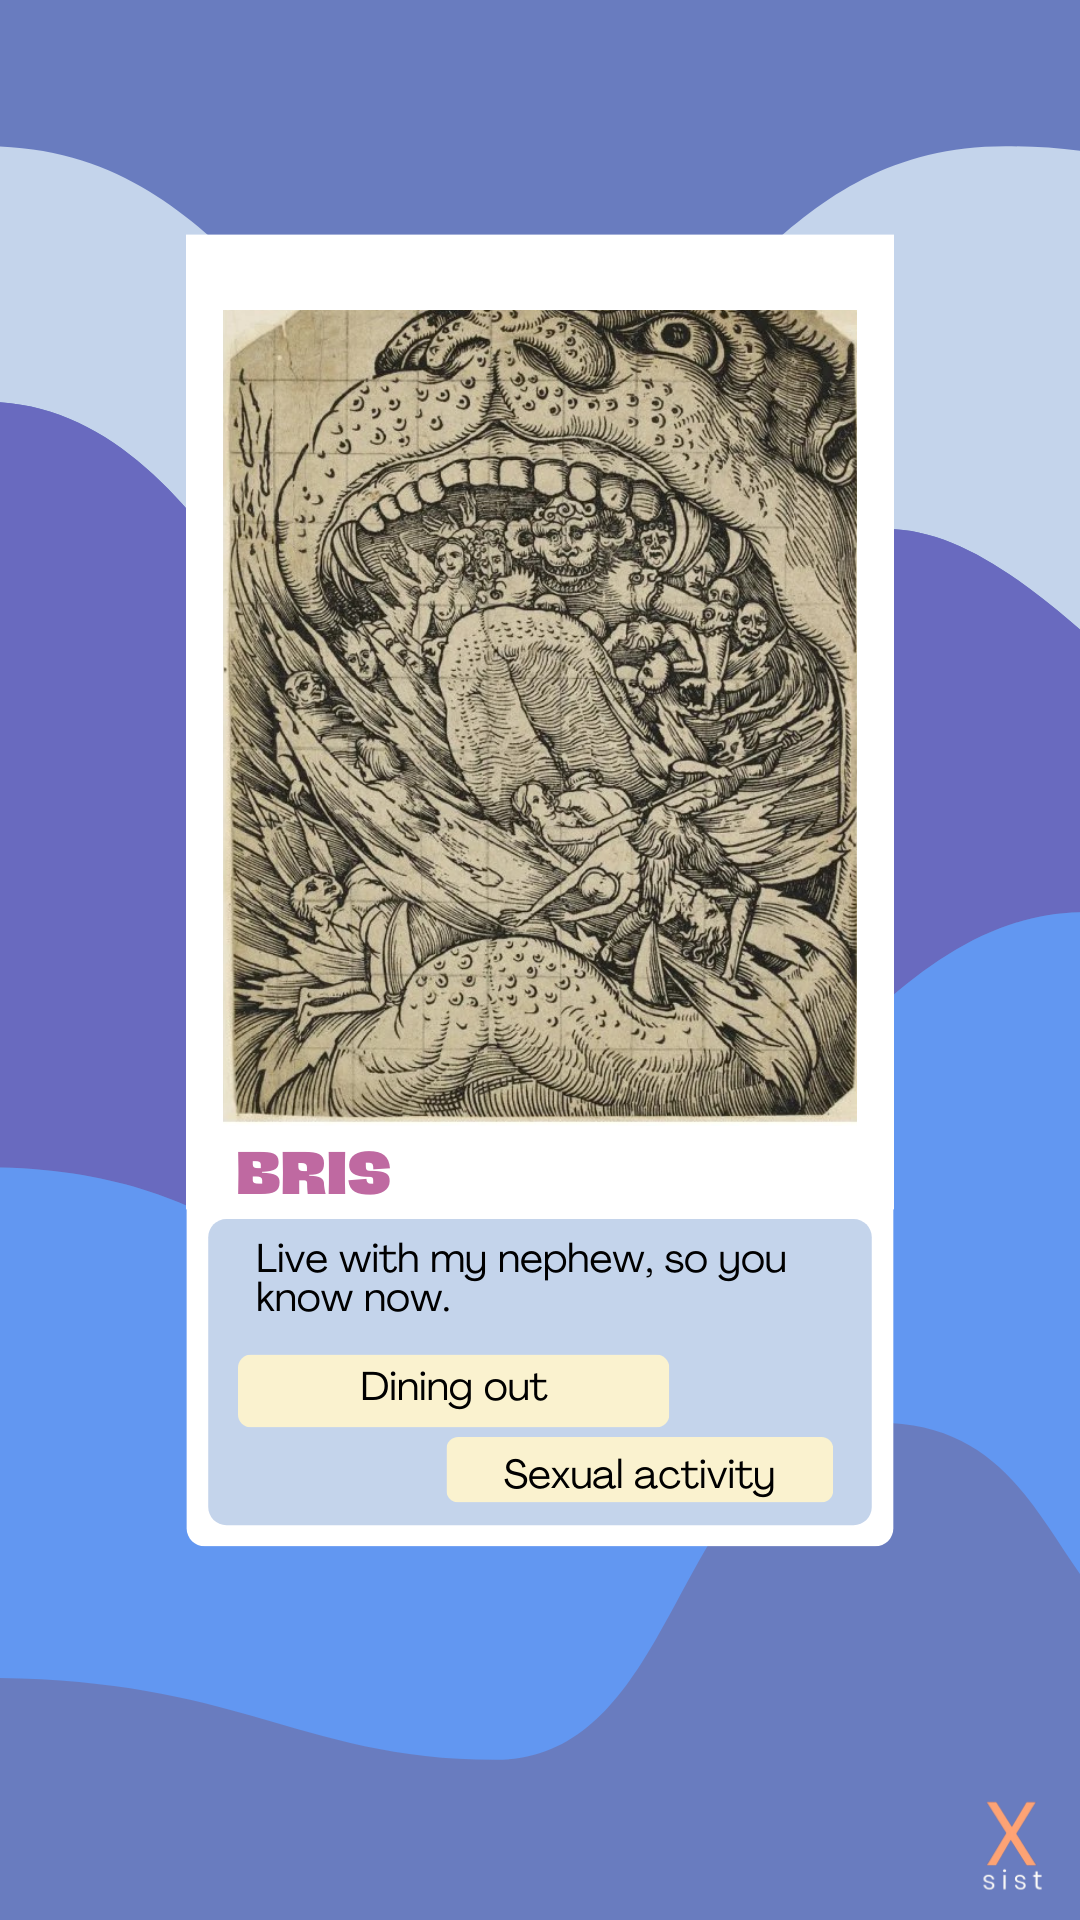 BRIS
Live with my nephew, so you
know now.
Dining out
Sexual activity
X
sist